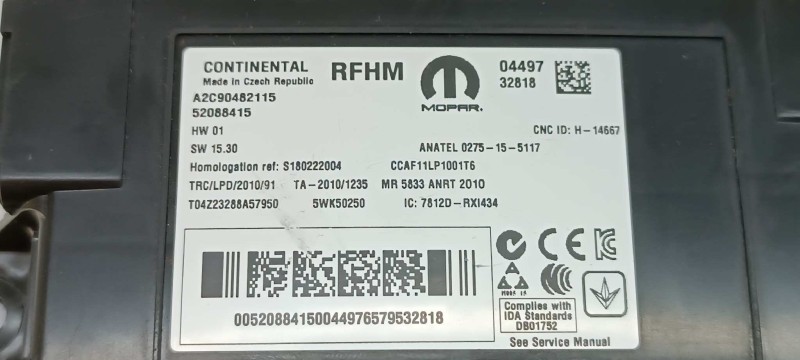 CONTINENTAL RFHM 04497
Made in Czech Republic 32818
A2C90482115 MOPAR.
52088415
HW 01 CNC ID: H-14667
SW 15.30 ANATEL 0275-15-5117
Homologation ref: S180222004 CCAF11LP1001T6
TRC/LPD/2010/91 TA-2010/1235 MR 5833 ANRT 2010
T04Z23288A57950 5WK50250 IC: 7812D-RXI434
CE
00520884150044976579532818
Complies with
IDA Standards
DB01752
See Service Manual